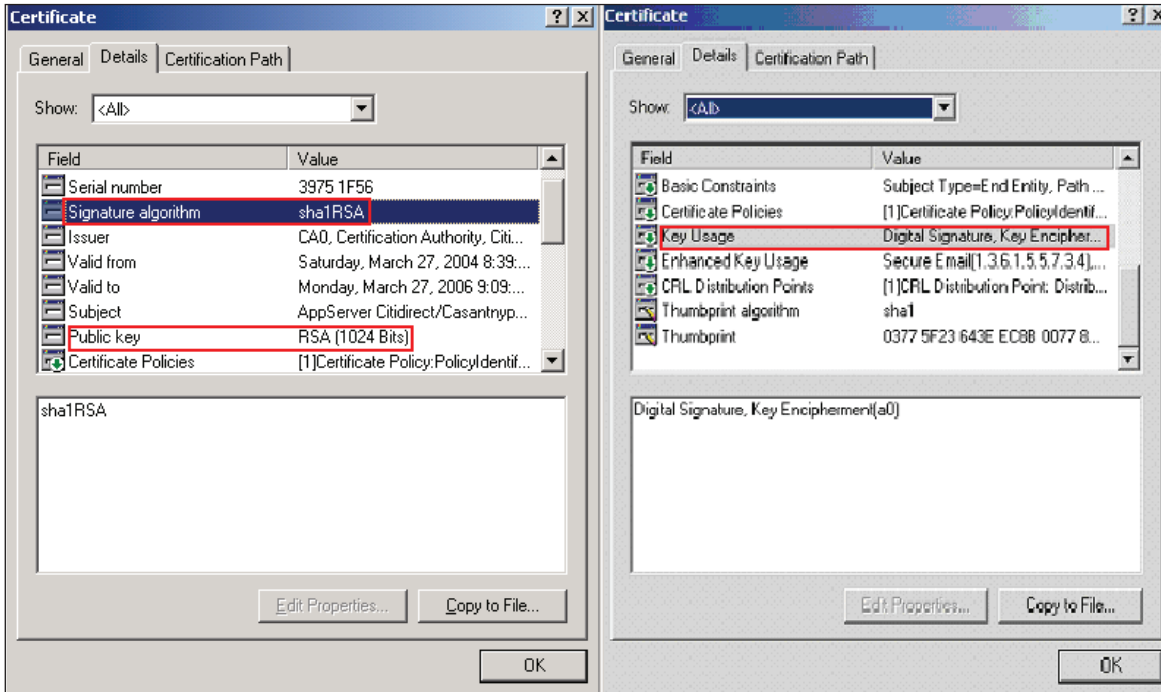 Certificate
General Details Certification Path
Show: <All>
Field Value
Serial number 3975 1F56
Signature algorithm sha1RSA
Issuer CA0, Certification Authority, Citi...
Valid from Saturday, March 27, 2004 8:39:...
Valid to Monday, March 27, 2006 9:09:...
Subject AppServer Citidirect/Casantnyp...
Public key RSA (1024 Bits)
Certificate Policies [1]Certificate Policy:PolicyIdentif...
sha1RSA
Edit Properties... Copy to File...
OK
Certificate
General Details Certification Path
Show: <All>
Field Value
Basic Constraints Subject Type=End Entity, Path ...
Certificate Policies [1]Certificate Policy:PolicyIdentif...
Key Usage Digital Signature, Key Encipher...
Enhanced Key Usage Secure Email(1.3.6.1.5.5.7.3.4),...
CRL Distribution Points [1]CRL Distribution Point: Distrib...
Thumbprint algorithm sha1
Thumbprint 0377 5F23 643E EC8B 0077 8...
Digital Signature, Key Encipherment(a0)
Edit Properties... Copy to File...
OK